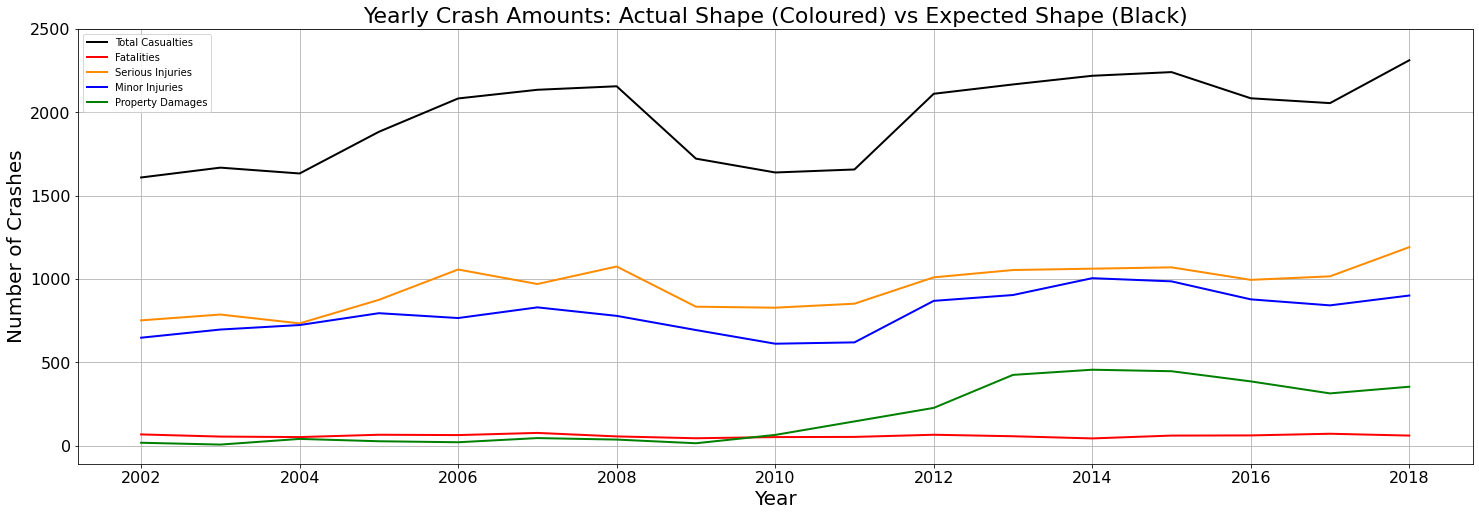 Yearly Crash Amounts: Actual Shape (Coloured) vs Expected Shape (Black)
Total Casualties
Fatalities
Serious Injuries
Minor Injuries
Property Damages
Number of Crashes
2500
2000
1500
1000
500
0
2002 2004 2006 2008 2010 2012 2014 2016 2018
Year